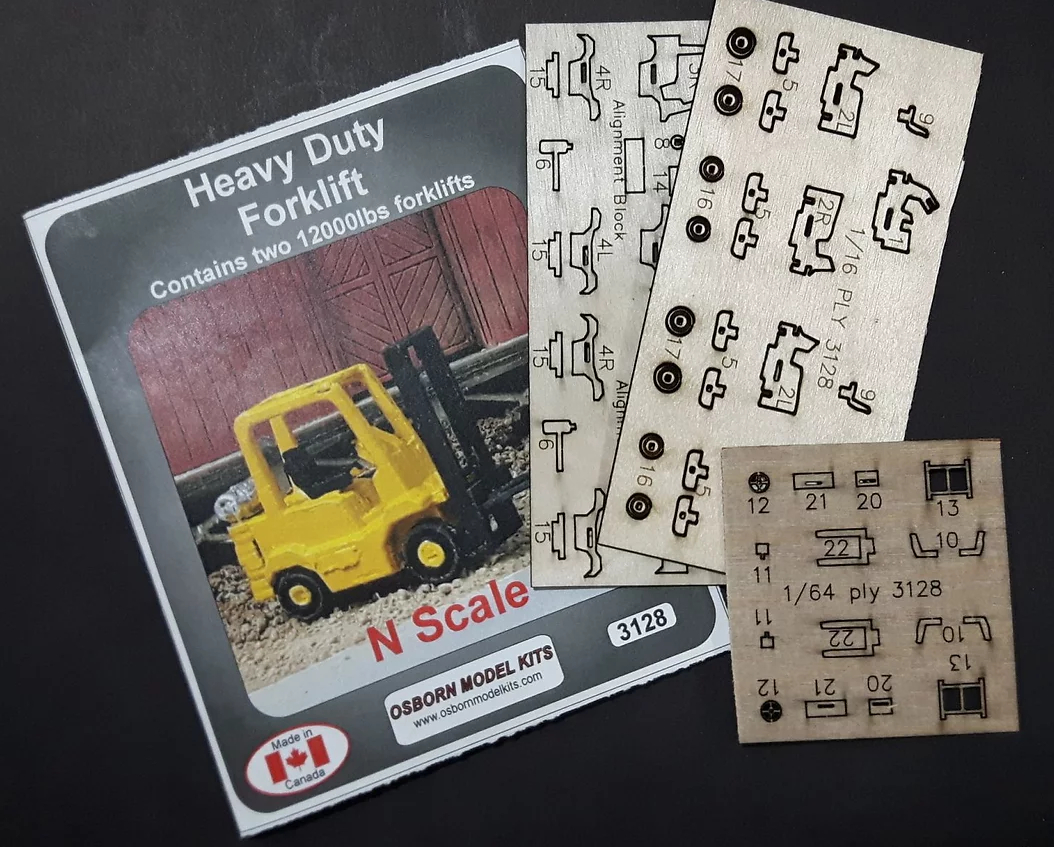 Heavy Duty
Forklift
Contains two 12000lbs forklifts
N Scale
3128
OSBORN MODEL KITS
www.osbornmodelkits.com
Made in
Canada
15
4R
Alignment Block
6
8
14
15
4L
15
4R
6
15
17
5
2L
9
16
5
2R
1/16 PLY 3128
17
5
2L
9
16
5
12
21
20
13
11
22
10
1/64 ply 3128
11
22
10
12
21
20
13